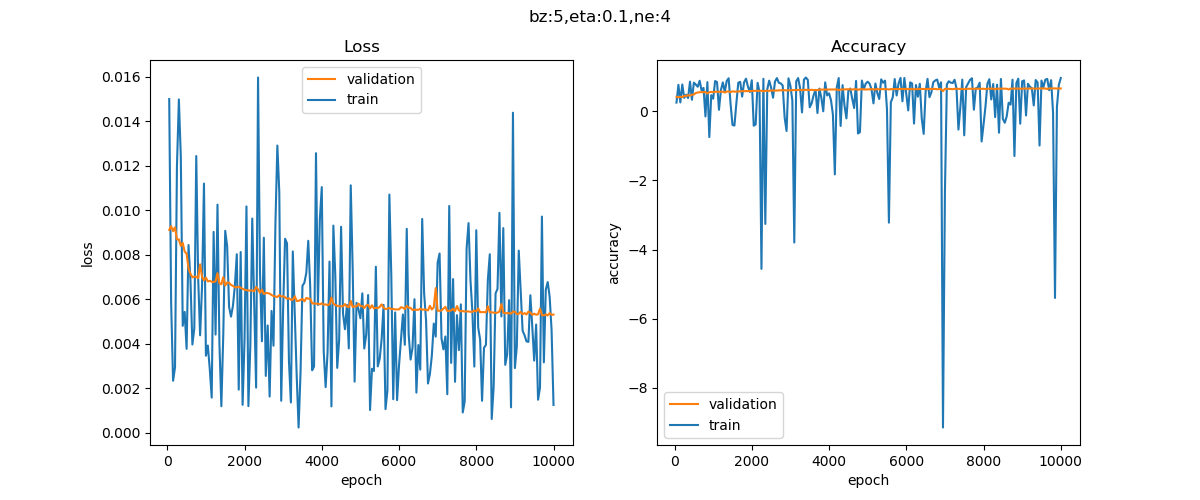 bz:5,eta:0.1,ne:4
Loss
validation
train
0.016
0.014
0.012
0.010
0.008
0.006
0.004
0.002
0.000
loss
0
2000
4000
6000
8000
10000
epoch
Accuracy
0
−2
−4
−6
−8
accuracy
validation
train
0
2000
4000
6000
8000
10000
epoch